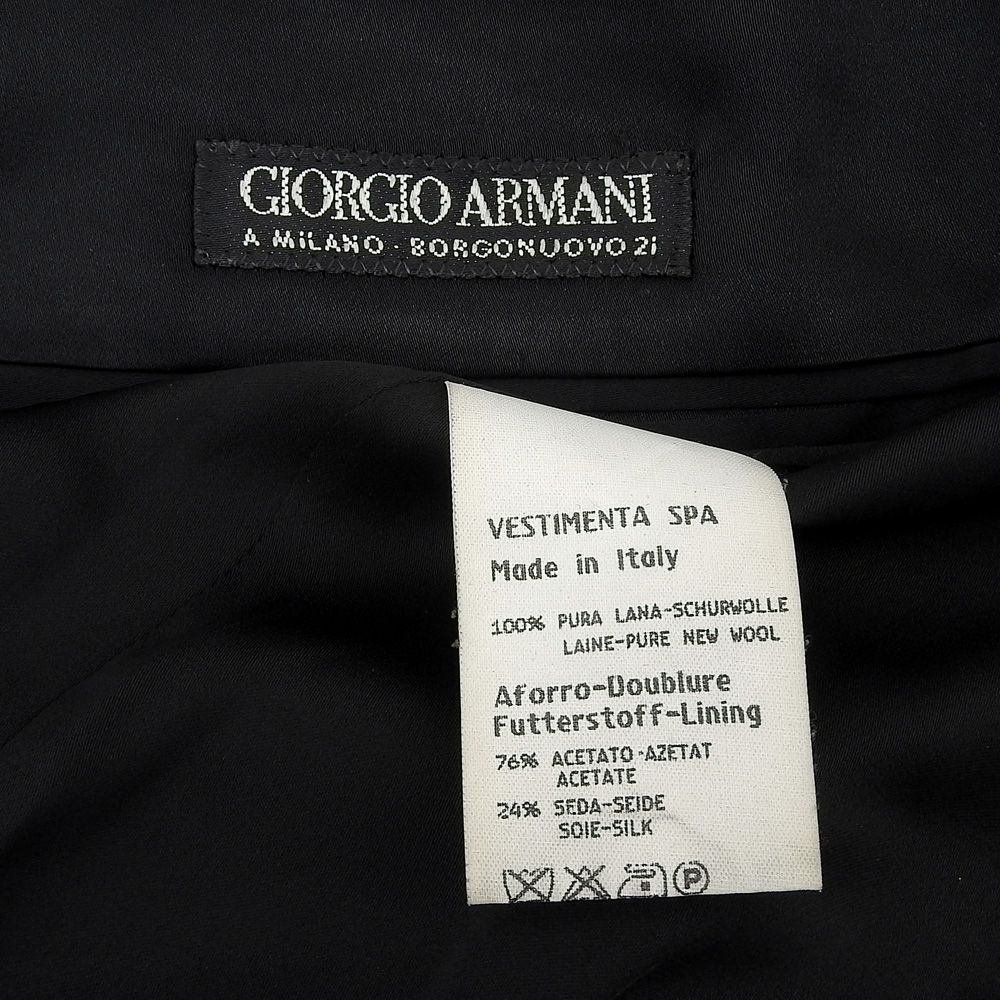 GIORGIO ARMANI
A MILANO · BORGONUOVO 21
VESTIMENTA SPA
Made in Italy
100% PURA LANA-SCHURWOLLE
LAINE-PURE NEW WOOL
Aforro-Doublure
Futterstoff-Lining
76% ACETATO-AZETAT
ACETATE
24% SEDA-SEIDE
SOIE-SILK
P